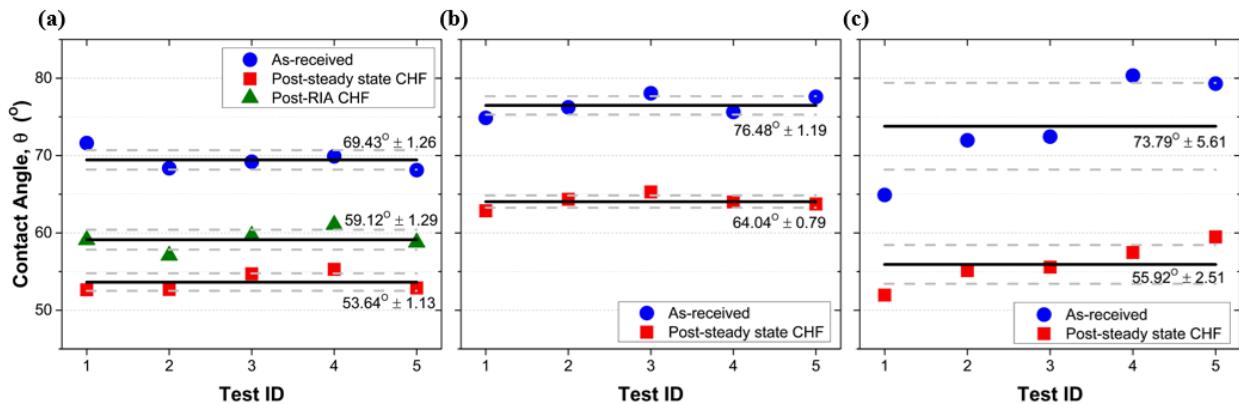 (a)
(b)
(c)
Contact Angle, θ (°)
80
70
60
50
As-received
Post-steady state CHF
Post-RIA CHF
69.43° ± 1.26
59.12° ± 1.29
53.64° ± 1.13
1 2 3 4 5
Test ID
76.48° ± 1.19
64.04° ± 0.79
As-received
Post-steady state CHF
1 2 3 4 5
Test ID
73.79° ± 5.61
55.92° ± 2.51
As-received
Post-steady state CHF
1 2 3 4 5
Test ID